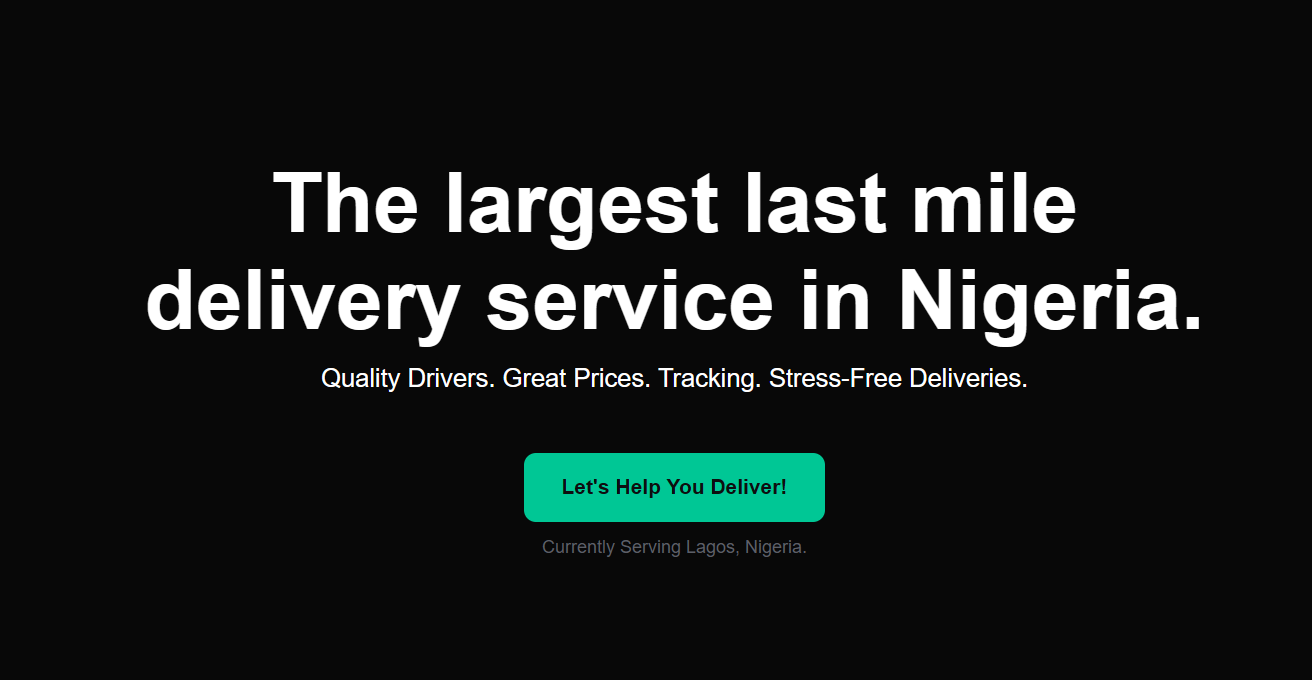 The largest last mile
delivery service in Nigeria.
Quality Drivers. Great Prices. Tracking. Stress-Free Deliveries.
Let's Help You Deliver!
Currently Serving Lagos, Nigeria.